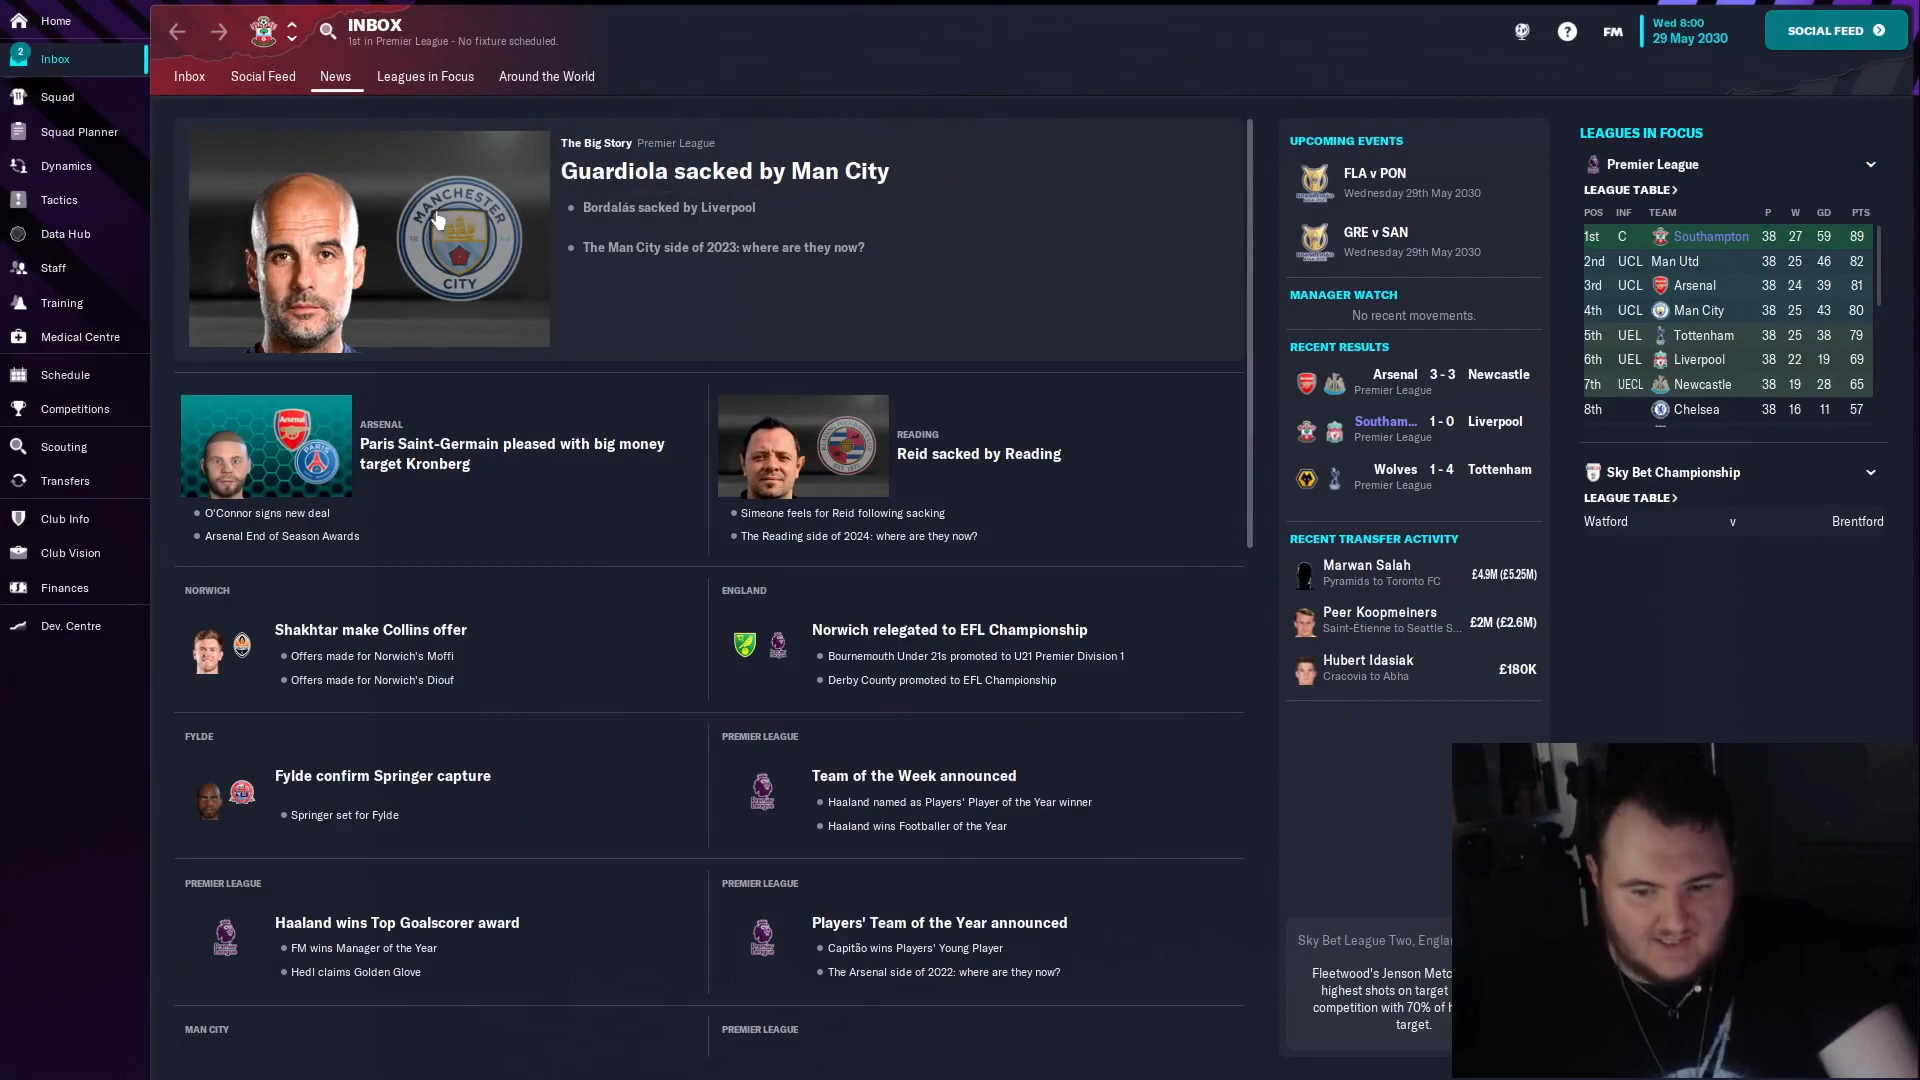 Home
2
Inbox
Squad
Squad Planner
Dynamics
Tactics
Data Hub
Staff
Training
Medical Centre
Schedule
Competitions
Scouting
Transfers
Club Info
Club Vision
Finances
Dev. Centre
INBOX
1st in Premier League - No fixture scheduled.
?
FM
Wed 8:00
29 May 2030
SOCIAL FEED
Inbox
Social Feed
News
Leagues in Focus
Around the World
MANCHESTER
CITY
The Big Story Premier League
Guardiola sacked by Man City
Bordalás sacked by Liverpool
The Man City side of 2023: where are they now?
Arsenal
PARIS
ARSENAL
Paris Saint-Germain pleased with big money
target Kronberg
O'Connor signs new deal
Arsenal End of Season Awards
READING
Reid sacked by Reading
Simeone feels for Reid following sacking
The Reading side of 2024: where are they now?
NORWICH
Shakhtar make Collins offer
Offers made for Norwich's Moffi
Offers made for Norwich's Diouf
ENGLAND
Norwich relegated to EFL Championship
Bournemouth Under 21s promoted to U21 Premier Division 1
Derby County promoted to EFL Championship
FYLDE
Fylde confirm Springer capture
Springer set for Fylde
PREMIER LEAGUE
Team of the Week announced
Haaland named as Players' Player of the Year winner
Haaland wins Footballer of the Year
PREMIER LEAGUE
Haaland wins Top Goalscorer award
FM wins Manager of the Year
Hedl claims Golden Glove
PREMIER LEAGUE
Players' Team of the Year announced
Capitão wins Players' Young Player
The Arsenal side of 2022: where are they now?
MAN CITY
PREMIER LEAGUE
UPCOMING EVENTS
FLA v PON
Wednesday 29th May 2030
GRE v SAN
Wednesday 29th May 2030
MANAGER WATCH
No recent movements.
RECENT RESULTS
Arsenal 3 - 3 Newcastle
Premier League
Southam... 1 - 0 Liverpool
Premier League
Wolves 1 - 4 Tottenham
Premier League
RECENT TRANSFER ACTIVITY
Marwan Salah
Pyramids to Toronto FC
£4.9M (£5.25M)
Peer Koopmeiners
Saint-Étienne to Seattle S...
£2M (£2.6M)
Hubert Idasiak
Cracovia to Abha
£180K
Sky Bet League Two, Englan
Fleetwood's Jenson Metc
highest shots on target
competition with 70% of h
target.
LEAGUES IN FOCUS
Premier League
LEAGUE TABLE
POS INF TEAM P W GD PTS
1st C Southampton 38 27 59 89
2nd UCL Man Utd 38 25 46 82
3rd UCL Arsenal 38 24 39 81
4th UCL Man City 38 25 43 80
5th UEL Tottenham 38 25 38 79
6th UEL Liverpool 38 22 19 69
7th UECL Newcastle 38 19 28 65
8th Chelsea 38 16 11 57
Sky Bet Championship
LEAGUE TABLE
Watford v Brentford